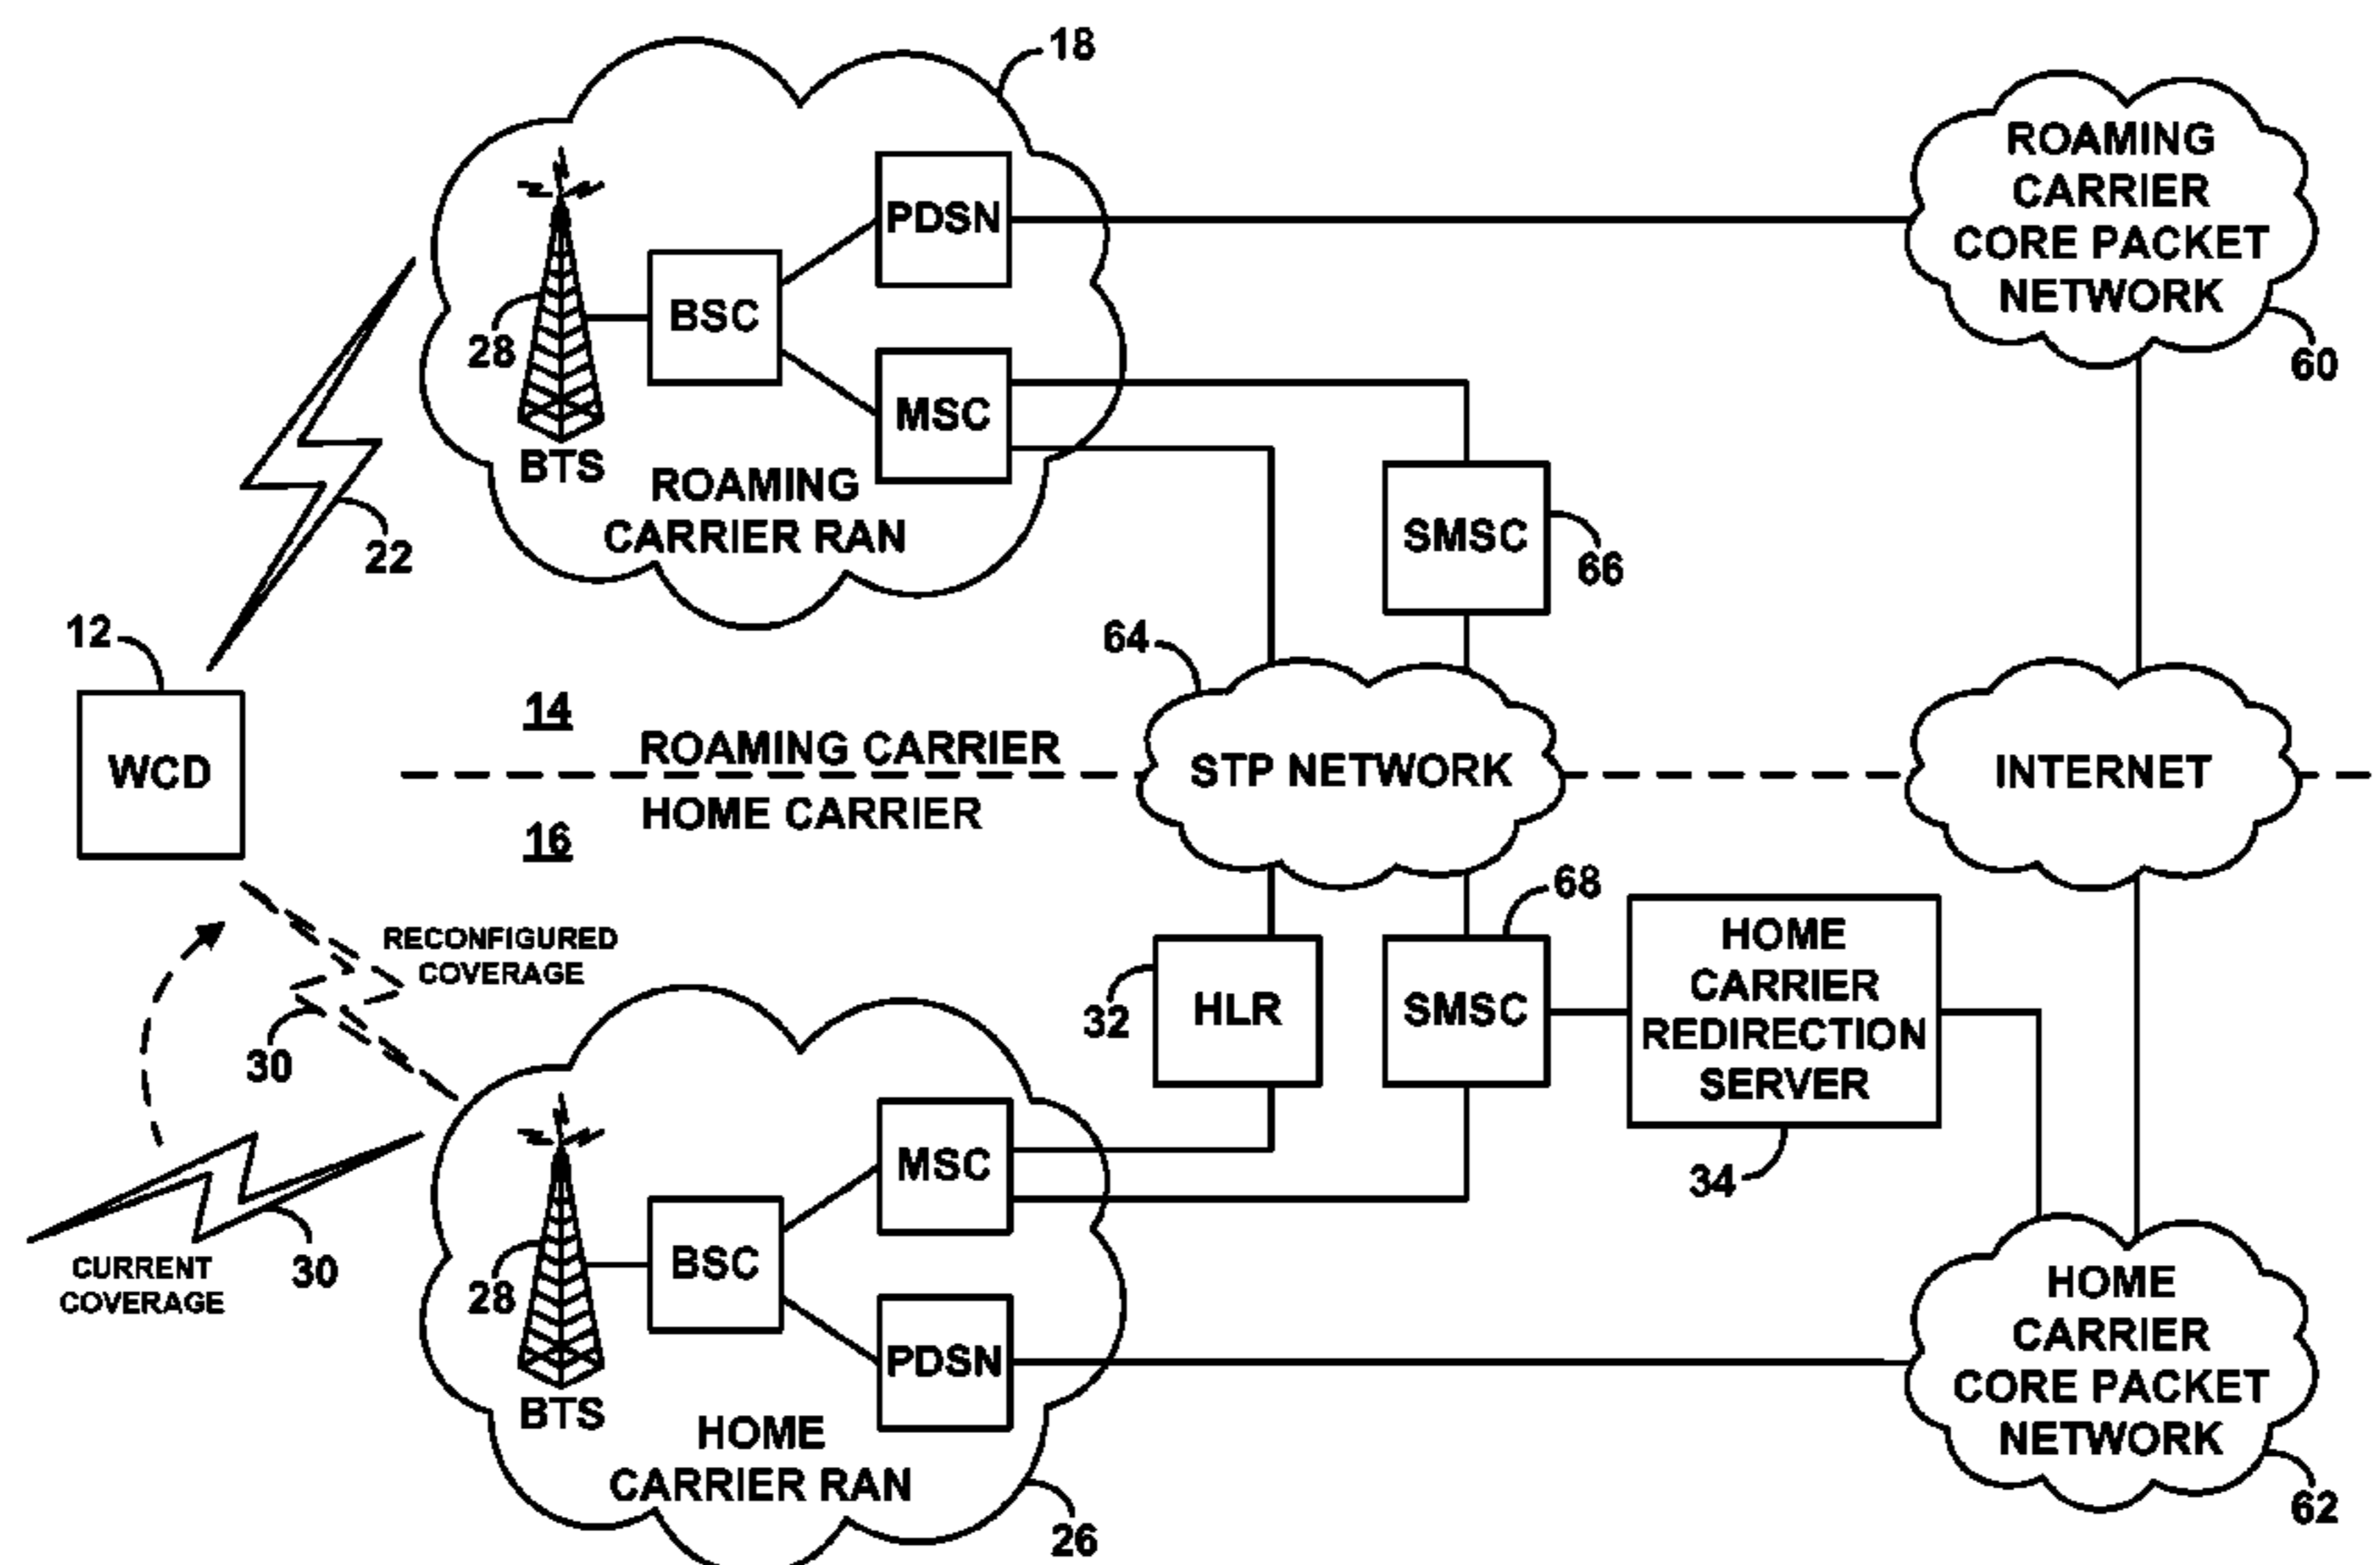 18
ROAMING
CARRIER
CORE PACKET
NETWORK
60
PDSN
BSC
28
MSC
BTS
ROAMING
CARRIER RAN
22
SMSC
66
12
WCD
14
ROAMING CARRIER
HOME CARRIER
16
64
STP NETWORK
INTERNET
RECONFIGURED
COVERAGE
30
CURRENT
COVERAGE
30
32
HLR
68
SMSC
HOME
CARRIER
REDIRECTION
SERVER
34
MSC
BSC
28
PDSN
BTS
HOME
CARRIER RAN
26
HOME
CARRIER
CORE PACKET
NETWORK
62